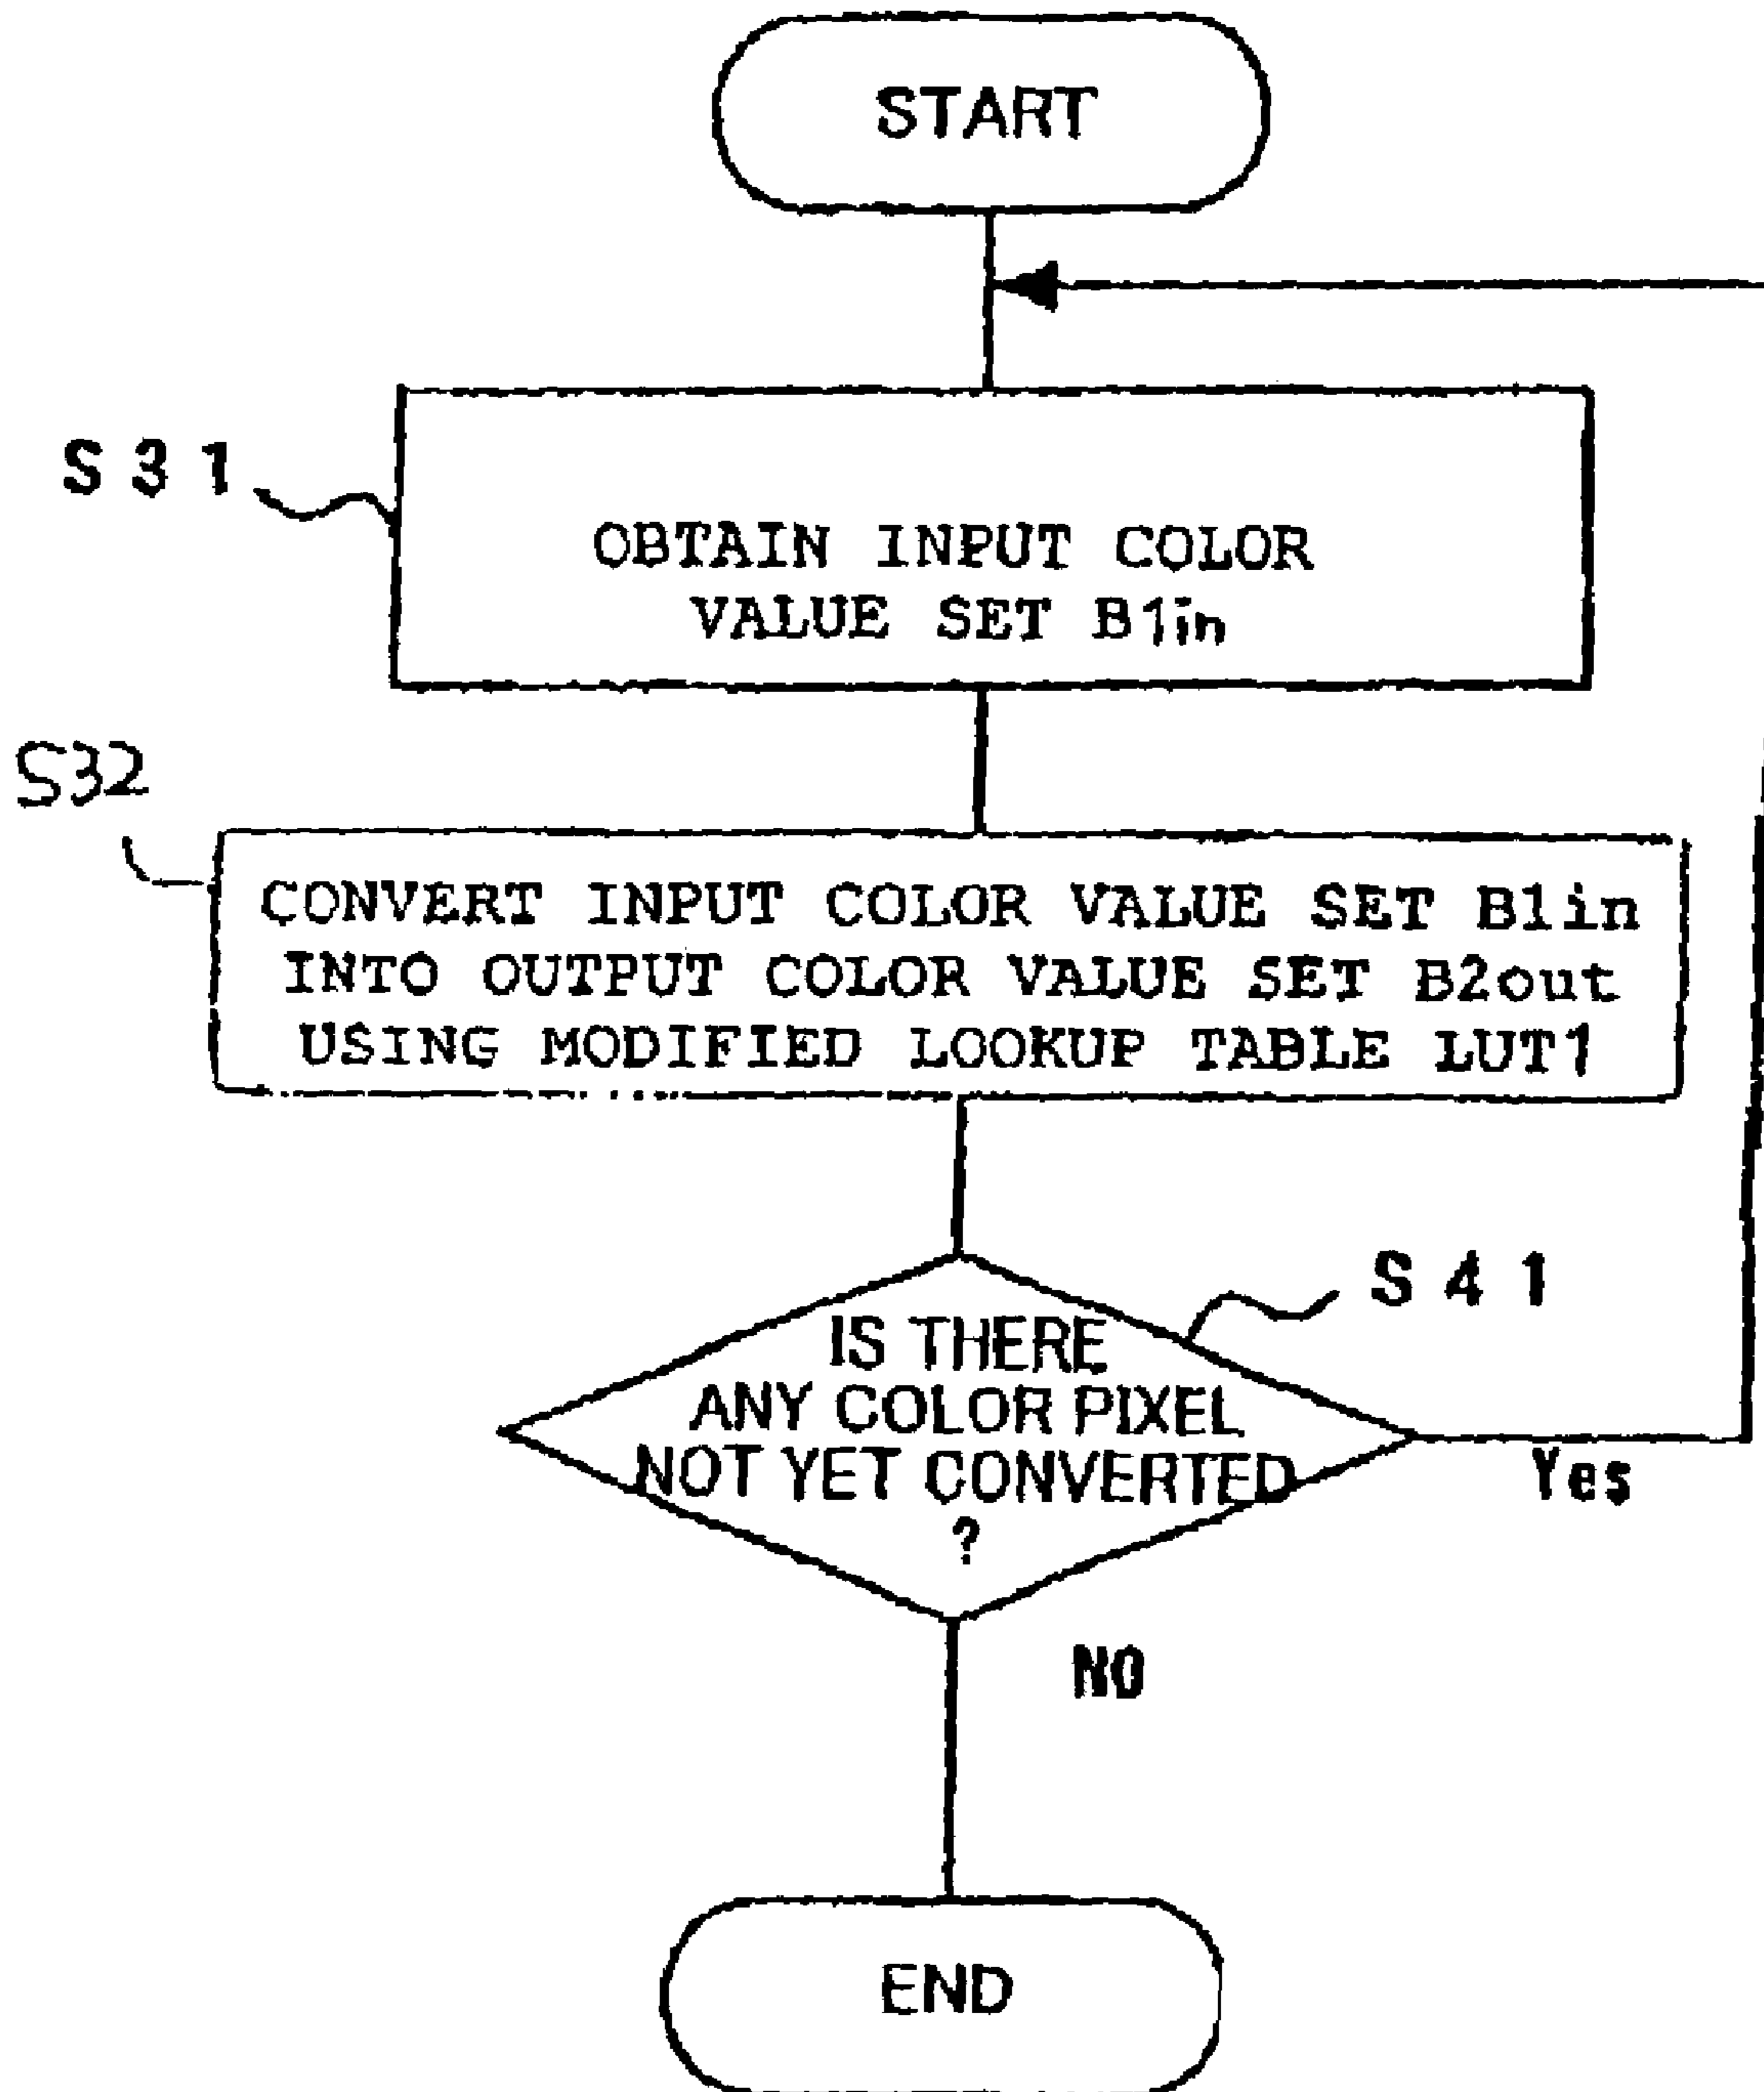 START
S31
OBTAIN INPUT COLOR
VALUE SET B1in
S32
CONVERT INPUT COLOR VALUE SET B1in
INTO OUTPUT COLOR VALUE SET B2out
USING MODIFIED LOOKUP TABLE LUT1
S41
IS THERE
ANY COLOR PIXEL
NOT YET CONVERTED
?
Yes
NO
END